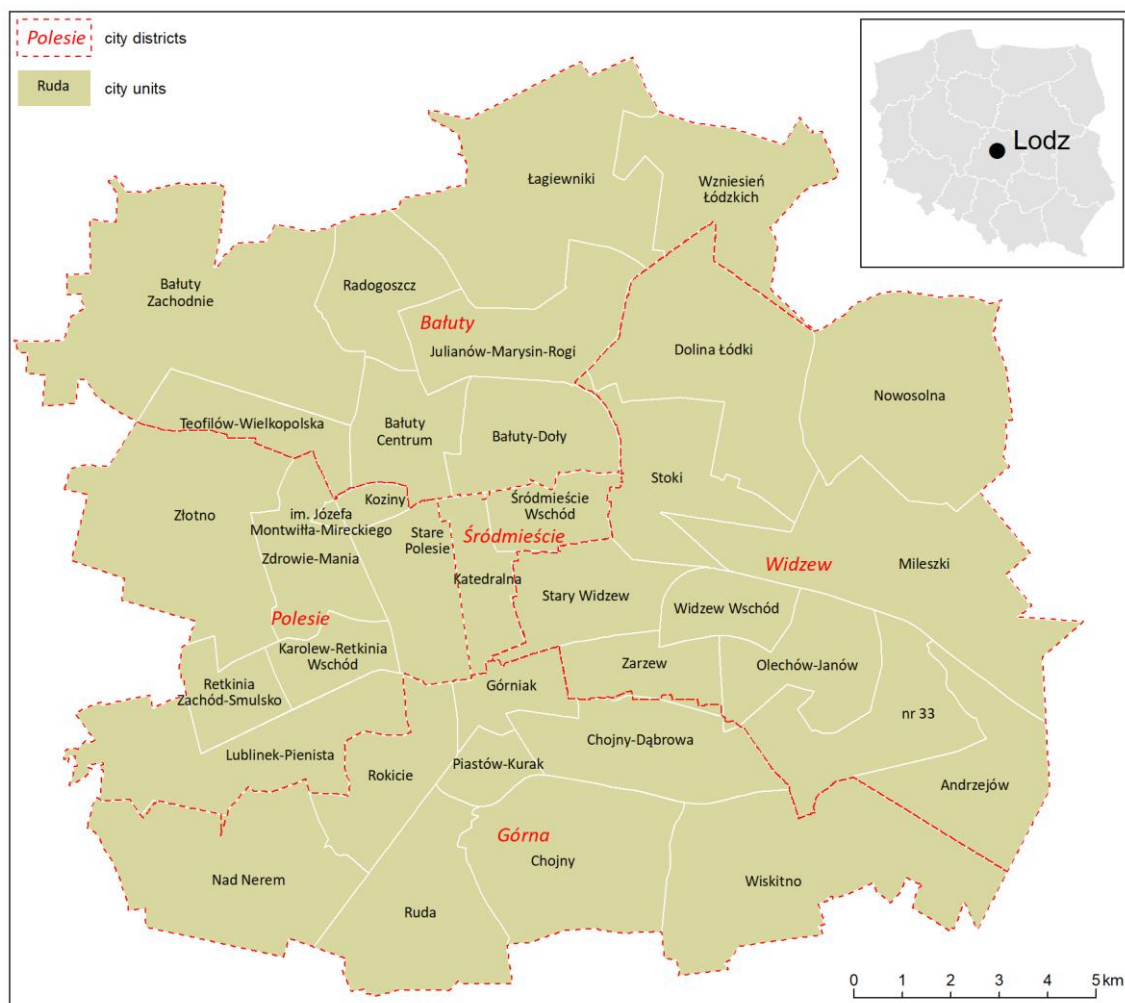 Polesie city districts
Ruda city units
Lodz
Łagiewniki
Wzniesień
Łódzkich
Bałuty
Zachodnie
Radogoszcz
Bałuty
Julianów-Marysin-Rogi
Dolina Łódki
Nowosolna
Teofilów-Wielkopolska
Bałuty
Centrum
Bałuty-Doły
Stoki
Złotno
Koziny
im. Józefa
Montwiłła-Mireckiego
Zdrowie-Mania
Stare
Polesie
Śródmieście
Wschód
Śródmieście
Katedralna
Widzew
Mileszki
Stary Widzew
Widzew Wschód
Polesie
Karolew-Retkinia
Wschód
Retkinia
Zachód-Smulsko
Górniak
Zarzew
Olechów-Janów
nr 33
Lublinek-Pienista
Rokicie
Piastów-Kurak
Chojny-Dąbrowa
Andrzejów
Górna
Chojny
Nad Nerem
Ruda
Wiskitno
0 1 2 3 4 5 km